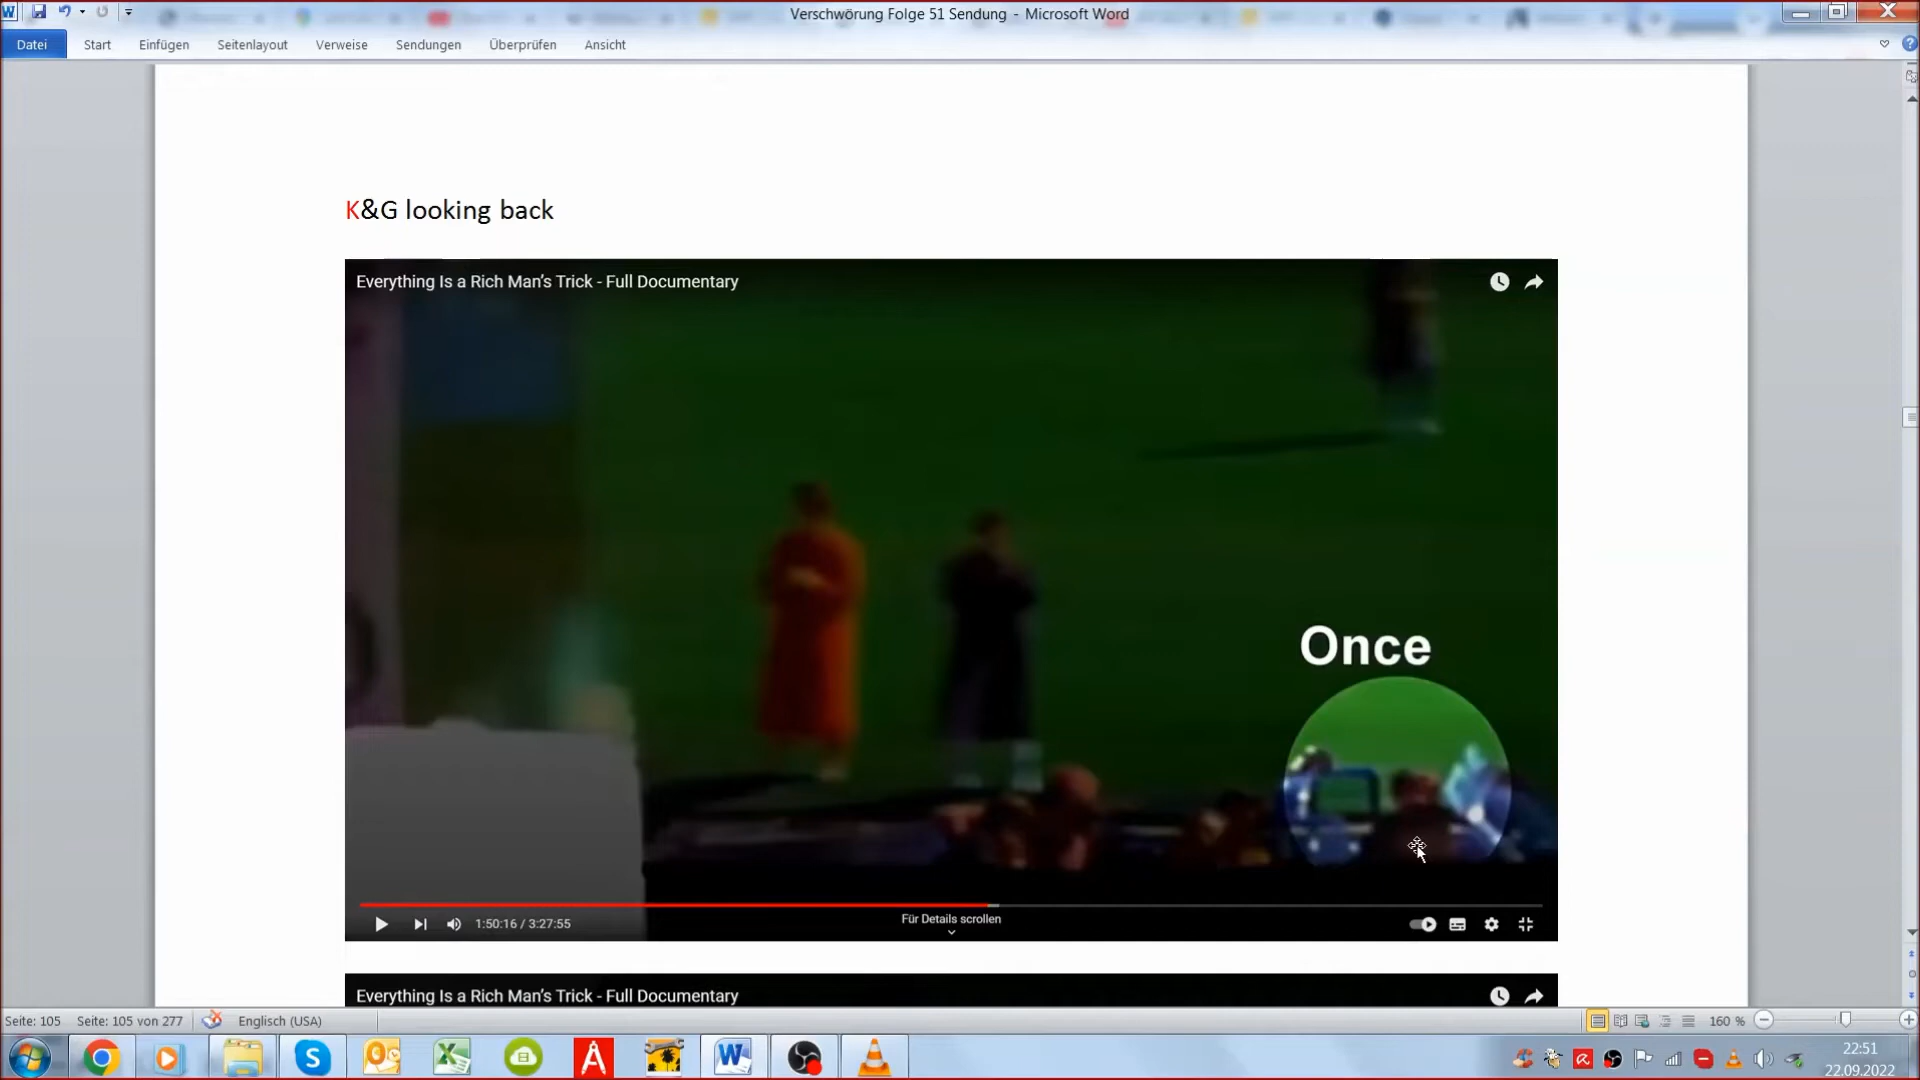 Verschwörung Folge 51 Sendung - Microsoft Word
Datei Start Einfügen Seitenlayout Verweise Sendungen Überprüfen Ansicht
K&G looking back
Everything Is a Rich Man's Trick - Full Documentary
Once
1:50:16 / 3:27:55
Für Details scrollen
Everything Is a Rich Man's Trick - Full Documentary
Seite: 105 Seite: 105 von 277 Englisch (USA) 160 %
22:51
22.09.2022